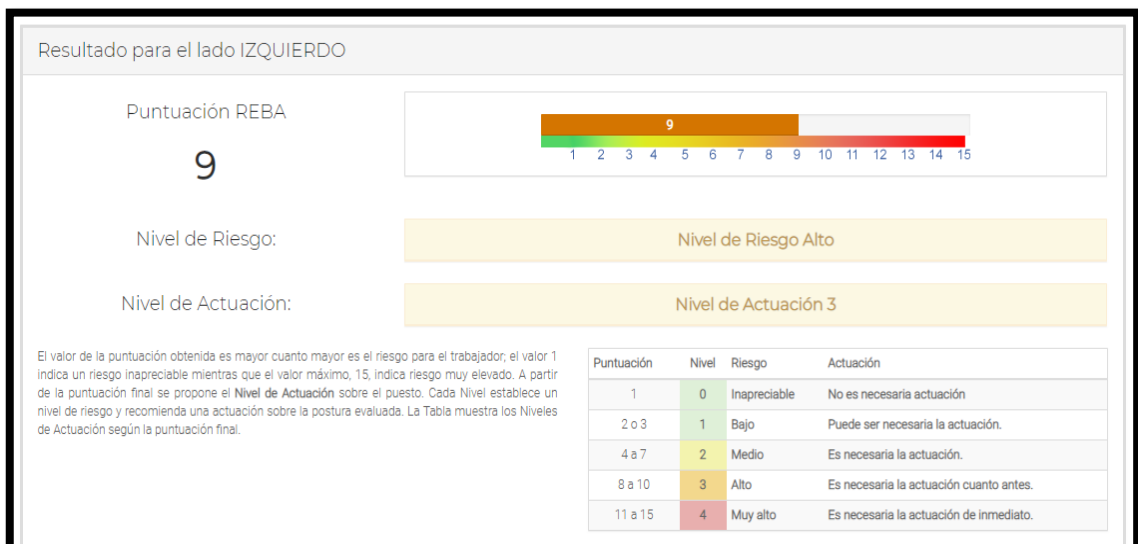 Resultado para el lado IZQUIERDO
Puntuación REBA
9
9
1 2 3 4 5 6 7 8 9 10 11 12 13 14 15
Nivel de Riesgo:
Nivel de Riesgo Alto
Nivel de Actuación:
Nivel de Actuación 3
El valor de la puntuación obtenida es mayor cuanto mayor es el riesgo para el trabajador; el valor 1
indica un riesgo inapreciable mientras que el valor máximo, 15, indica riesgo muy elevado. A partir
de la puntuación final se propone el Nivel de Actuación sobre el puesto. Cada Nivel establece un
nivel de riesgo y recomienda una actuación sobre la postura evaluada. La Tabla muestra los Niveles
de Actuación según la puntuación final.
Puntuación Nivel Riesgo Actuación
1 0 Inapreciable No es necesaria actuación
2 o 3 1 Bajo Puede ser necesaria la actuación.
4 a 7 2 Medio Es necesaria la actuación.
8 a 10 3 Alto Es necesaria la actuación cuanto antes.
11 a 15 4 Muy alto Es necesaria la actuación de inmediato.